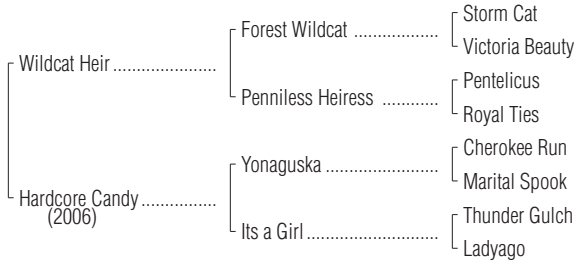 Storm Cat
Forest Wildcat ..................
Victoria Beauty
Wildcat Heir ......................
Pentelicus
Penniless Heiress ............
Royal Ties
Cherokee Run
Yonaguska ........................
Marital Spook
Hardcore Candy ................
(2006)
Thunder Gulch
Its a Girl ............................
Ladyago